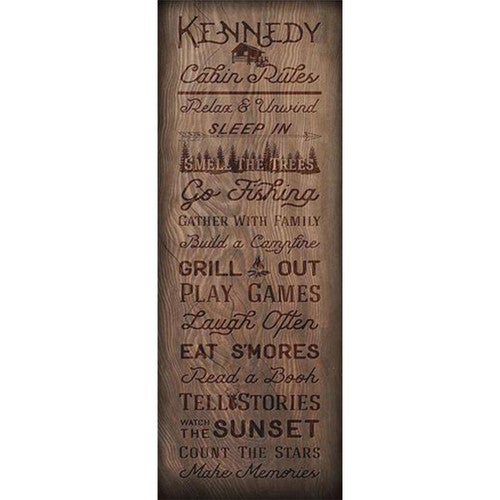 KENNEDY
Cabin Rules
Relax & Unwind
SLEEP IN
SMELL THE TREES
Go Fishing
GATHER WITH FAMILY
Build a Campfire
GRILL OUT
PLAY GAMES
Laugh Often
EAT S'MORES
Read a Book
TELL STORIES
WATCH THE SUNSET
COUNT THE STARS
Make Memories